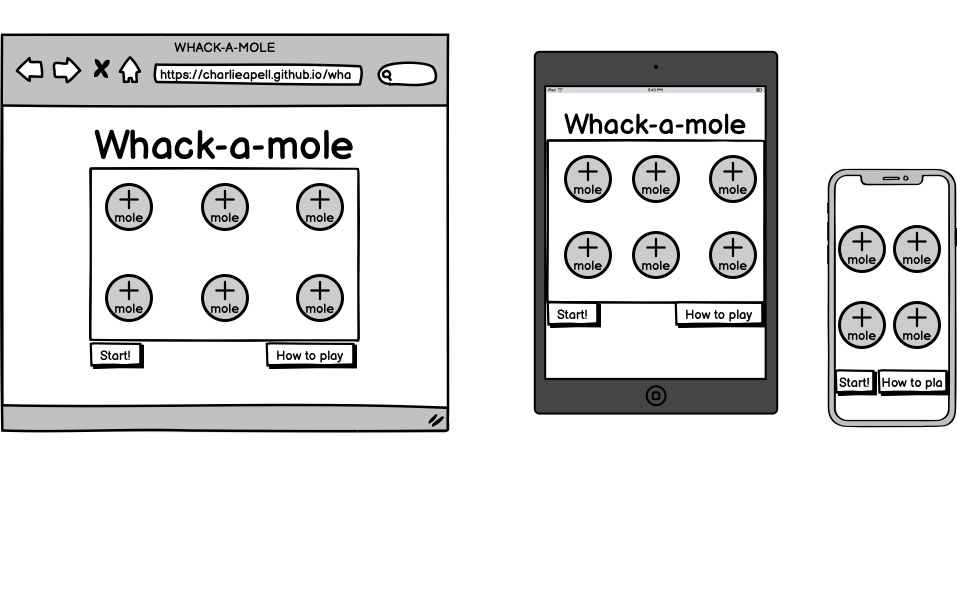 WHACK-A-MOLE
https://charlieapell.github.io/wha
Whack-a-mole
mole mole mole
mole mole mole
Start! How to play
iPad 9:43 PM
Whack-a-mole
mole mole mole
mole mole mole
Start! How to play
mole mole
mole mole
Start! How to pla